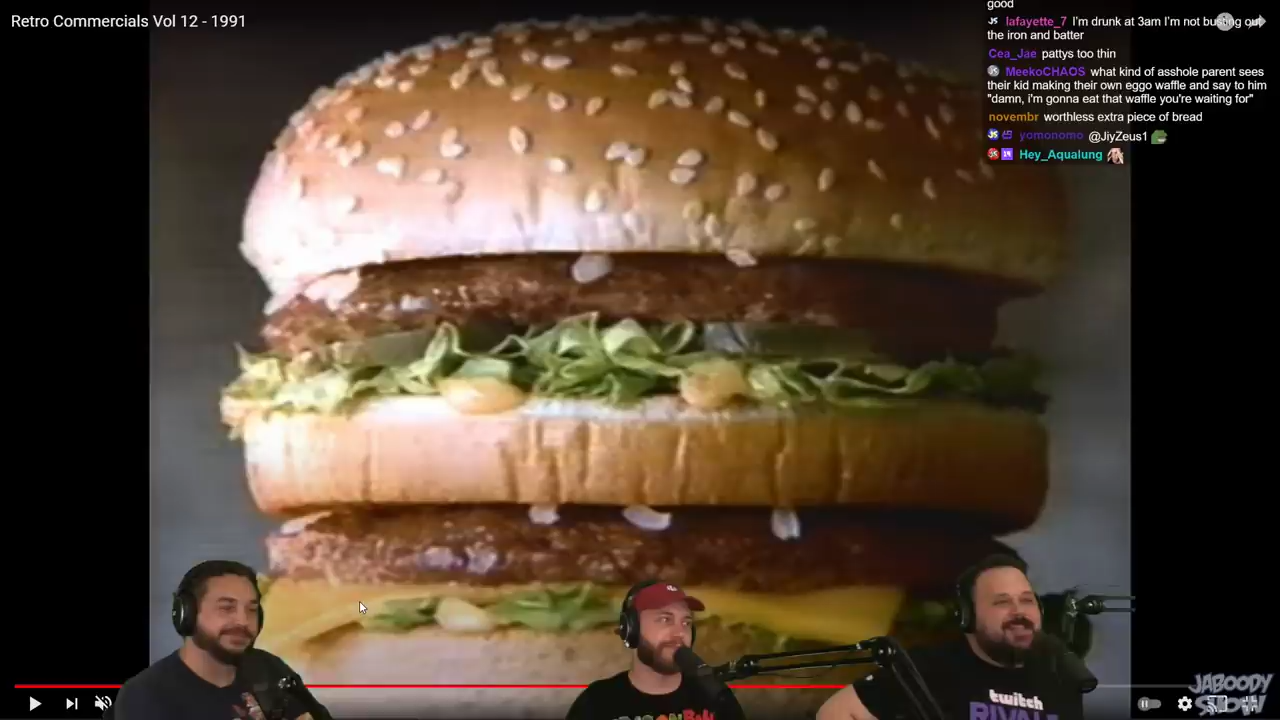 Retro Commercials Vol 12 - 1991
good
lafayette_7 I'm drunk at 3am I'm not busting out
the iron and batter
Cea_Jae pattys too thin
MeekoCHAOS what kind of asshole parent sees
their kid making their own eggo waffle and say to him
"damn, i'm gonna eat that waffle you're waiting for"
novembr worthless extra piece of bread
yomonomo @JiyZeus1
Hey_Aqualung
twitch
JABOODY
SHOW